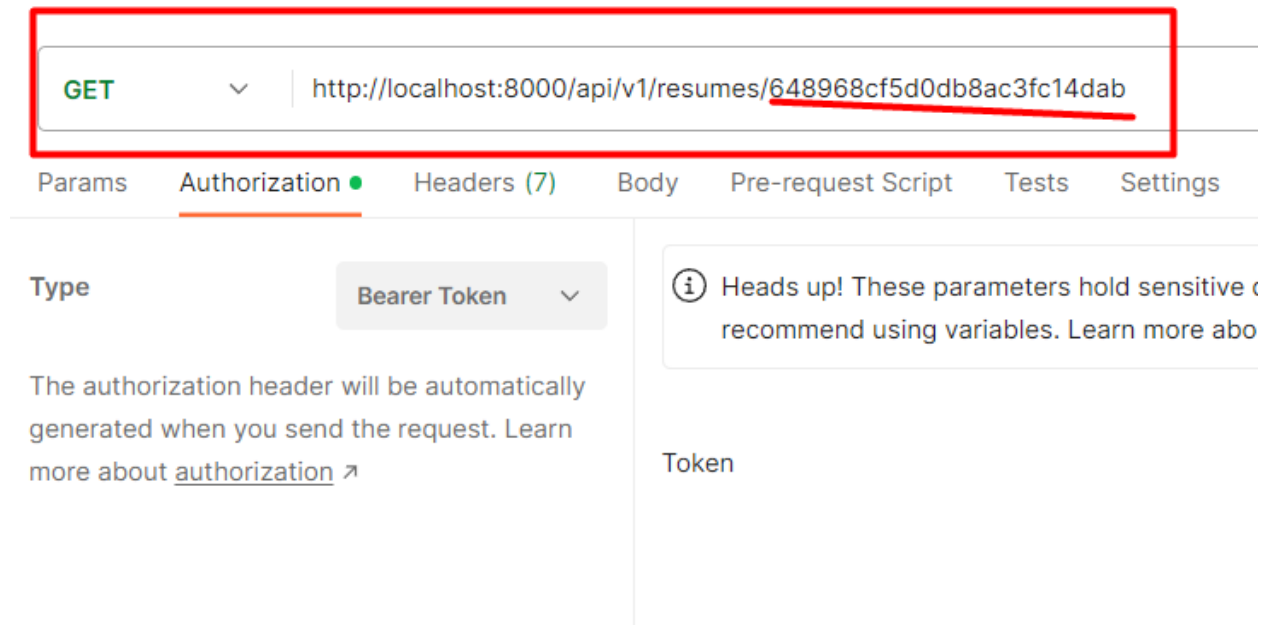 GET http://localhost:8000/api/v1/resumes/648968cf5d0db8ac3fc14dab
Params Authorization Headers (7) Body Pre-request Script Tests Settings
Type
Bearer Token
The authorization header will be automatically
generated when you send the request. Learn
more about authorization ↗
Heads up! These parameters hold sensitive
recommend using variables. Learn more
Token